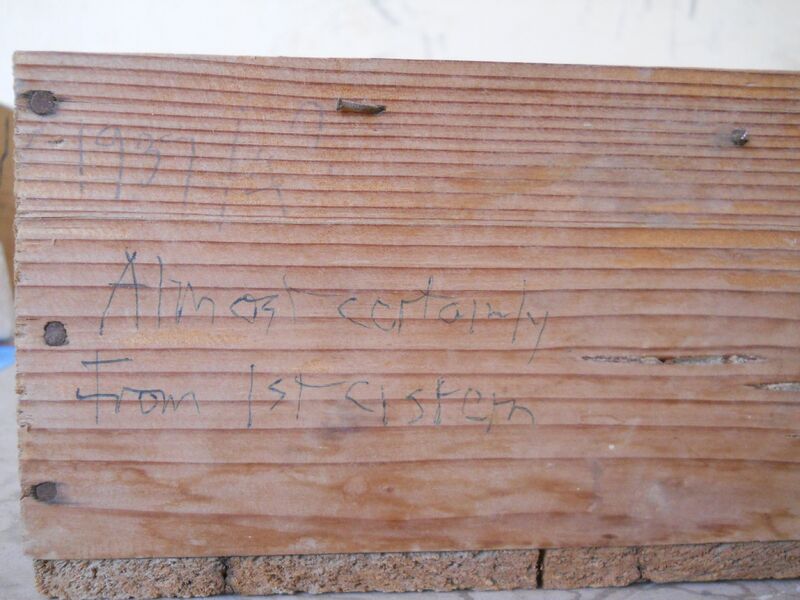 1937
Almost certainly
From 1st cistern